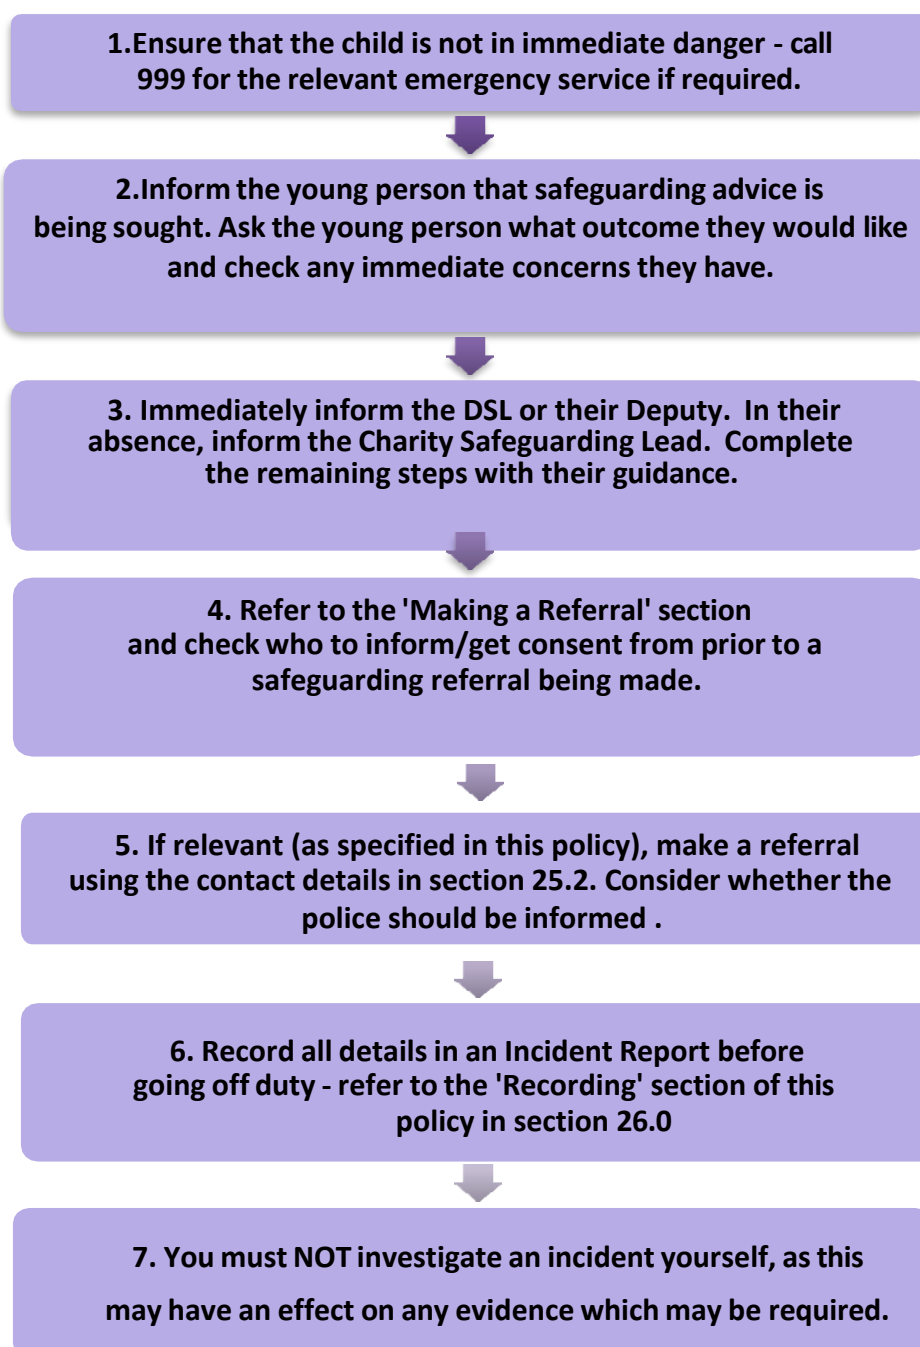 1.Ensure that the child is not in immediate danger - call
999 for the relevant emergency service if required.
2.Inform the young person that safeguarding advice is
being sought. Ask the young person what outcome they would like
and check any immediate concerns they have.
3. Immediately inform the DSL or their Deputy.  In their
absence, inform the Charity Safeguarding Lead.  Complete
the remaining steps with their guidance.
4. Refer to the 'Making a Referral' section
and check who to inform/get consent from prior to a
safeguarding referral being made.
5. If relevant (as specified in this policy), make a referral
using the contact details in section 25.2. Consider whether the
police should be informed .
6. Record all details in an Incident Report before
going off duty - refer to the 'Recording' section of this
policy in section 26.0
7. You must NOT investigate an incident yourself, as this
may have an effect on any evidence which may be required.